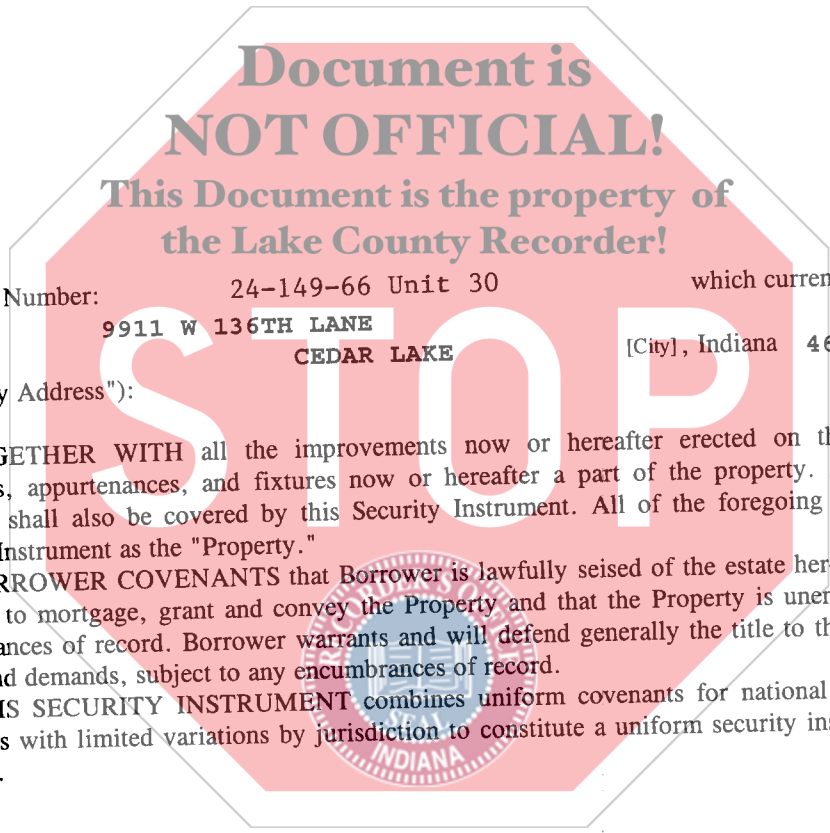 Document is
NOT OFFICIAL!
This Document is the property of
the Lake County Recorder!
STOP
Number: 24-149-66 Unit 30 which curren
9911 W 136TH LANE
CEDAR LAKE [City], Indiana 46
y Address"):
GETHER WITH all the improvements now or hereafter erected on th
s, appurtenances, and fixtures now or hereafter a part of the property.
shall also be covered by this Security Instrument. All of the foregoing
Instrument as the "Property."
RROWER COVENANTS that Borrower is lawfully seised of the estate her
to mortgage, grant and convey the Property and that the Property is unen
ances of record. Borrower warrants and will defend generally the title to th
d demands, subject to any encumbrances of record.
IS SECURITY INSTRUMENT combines uniform covenants for national
s with limited variations by jurisdiction to constitute a uniform security ins
RECORDER'S OFFICE
SEAL
INDIANA